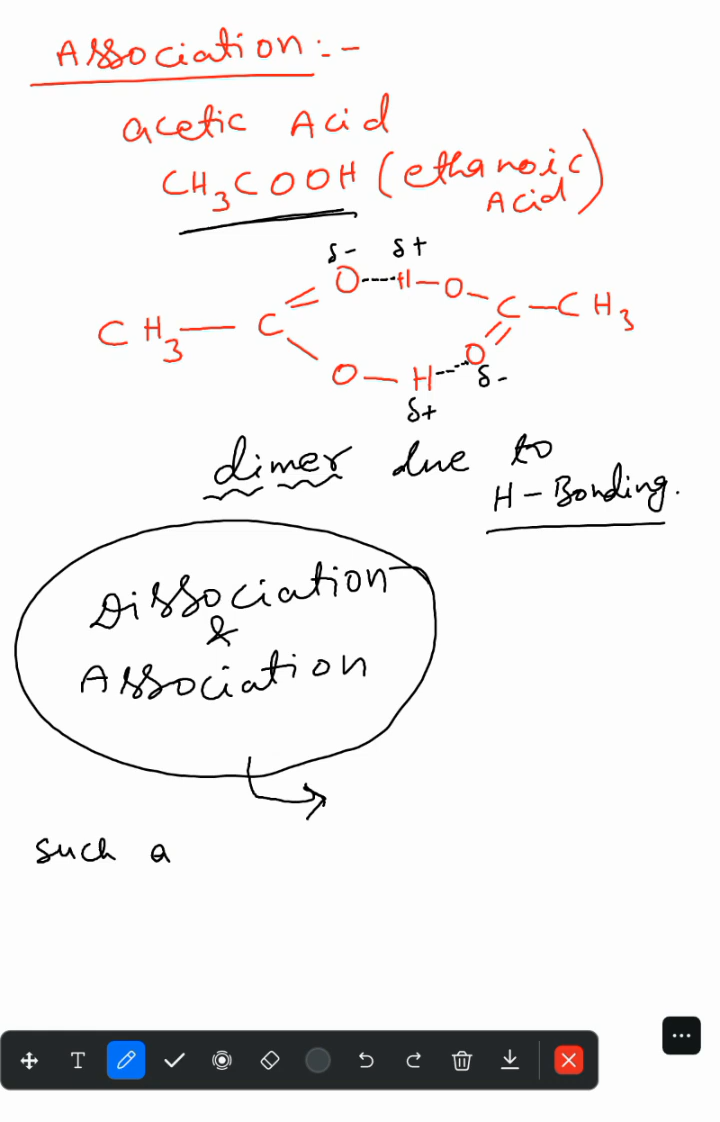 Association:-
acetic Acid
CH3COOH (ethanoic Acid)
δ- δ+
O----H-O
CH3-C C-CH3
O-H---O
δ+ δ-
dimer due to
H-Bonding.
Dissociation
&
Association
such a
T